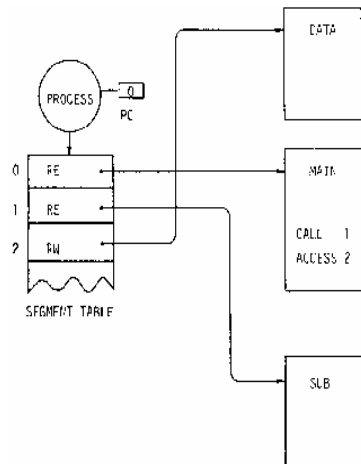 DATA
PROCESS
0
PC
0 RE
MAIN
1 RE
CALL 1
2 RW
ACCESS 2
SEGMENT TABLE
SUB